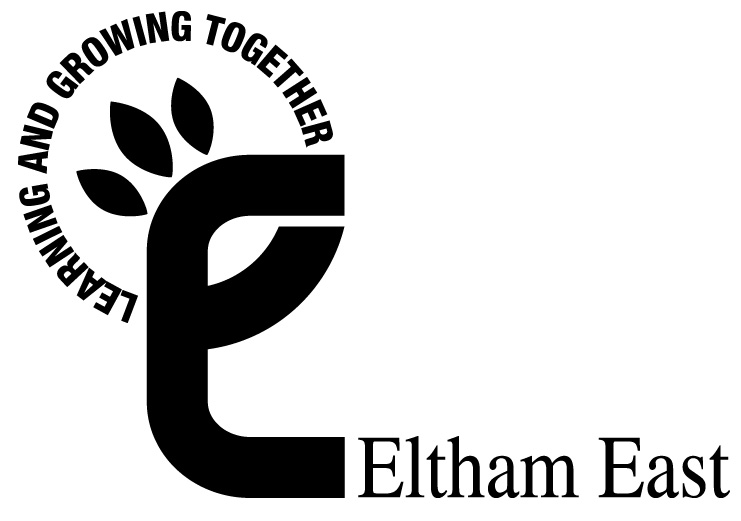 LEARNING AND GROWING TOGETHER
Eltham East